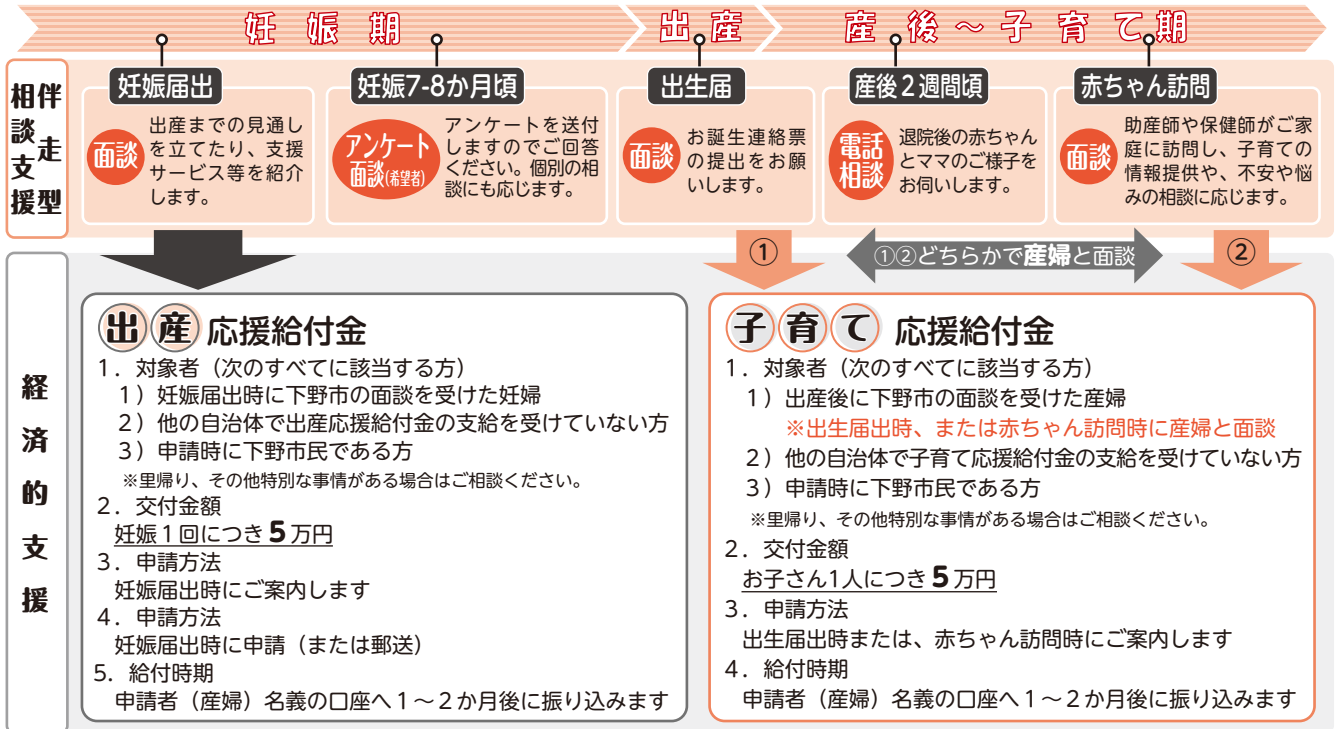 妊娠期
出産
産後～子育て期
伴走型
相談支援
妊娠届出
面談
出産までの見通し
を立てたり、支援
サービス等を紹介
します。
妊娠7-8か月頃
アンケート
面談(希望者)
アンケートを送付
しますのでご回答
ください。個別の相
談にも応じます。
出生届
面談
お誕生連絡票
の提出をお願
いします。
産後2週間頃
電話
相談
退院後の赤ちゃん
とママのご様子を
お伺いします。
赤ちゃん訪問
面談
助産師や保健師がご家
庭に訪問し、子育ての
情報提供や、不安や悩
みの相談に応じます。
①
①②どちらかで産婦と面談
②
経済的支援
出産 応援給付金
1．対象者（次のすべてに該当する方）
1）妊娠届出時に下野市の面談を受けた妊婦
2）他の自治体で出産応援給付金の支給を受けていない方
3）申請時に下野市民である方
※里帰り、その他特別な事情がある場合はご相談ください。
2．交付金額
妊娠1回につき5万円
3．申請方法
妊娠届出時にご案内します
4．申請方法
妊娠届出時に申請（または郵送）
5．給付時期
申請者（産婦）名義の口座へ1～2か月後に振り込みます
子育て 応援給付金
1．対象者（次のすべてに該当する方）
1）出産後に下野市の面談を受けた産婦
※出生届出時、または赤ちゃん訪問時に産婦と面談
2）他の自治体で子育て応援給付金の支給を受けていない方
3）申請時に下野市民である方
※里帰り、その他特別な事情がある場合はご相談ください。
2．交付金額
お子さん1人につき5万円
3．申請方法
出生届出時または、赤ちゃん訪問時にご案内します
4．給付時期
申請者（産婦）名義の口座へ1～2か月後に振り込みます